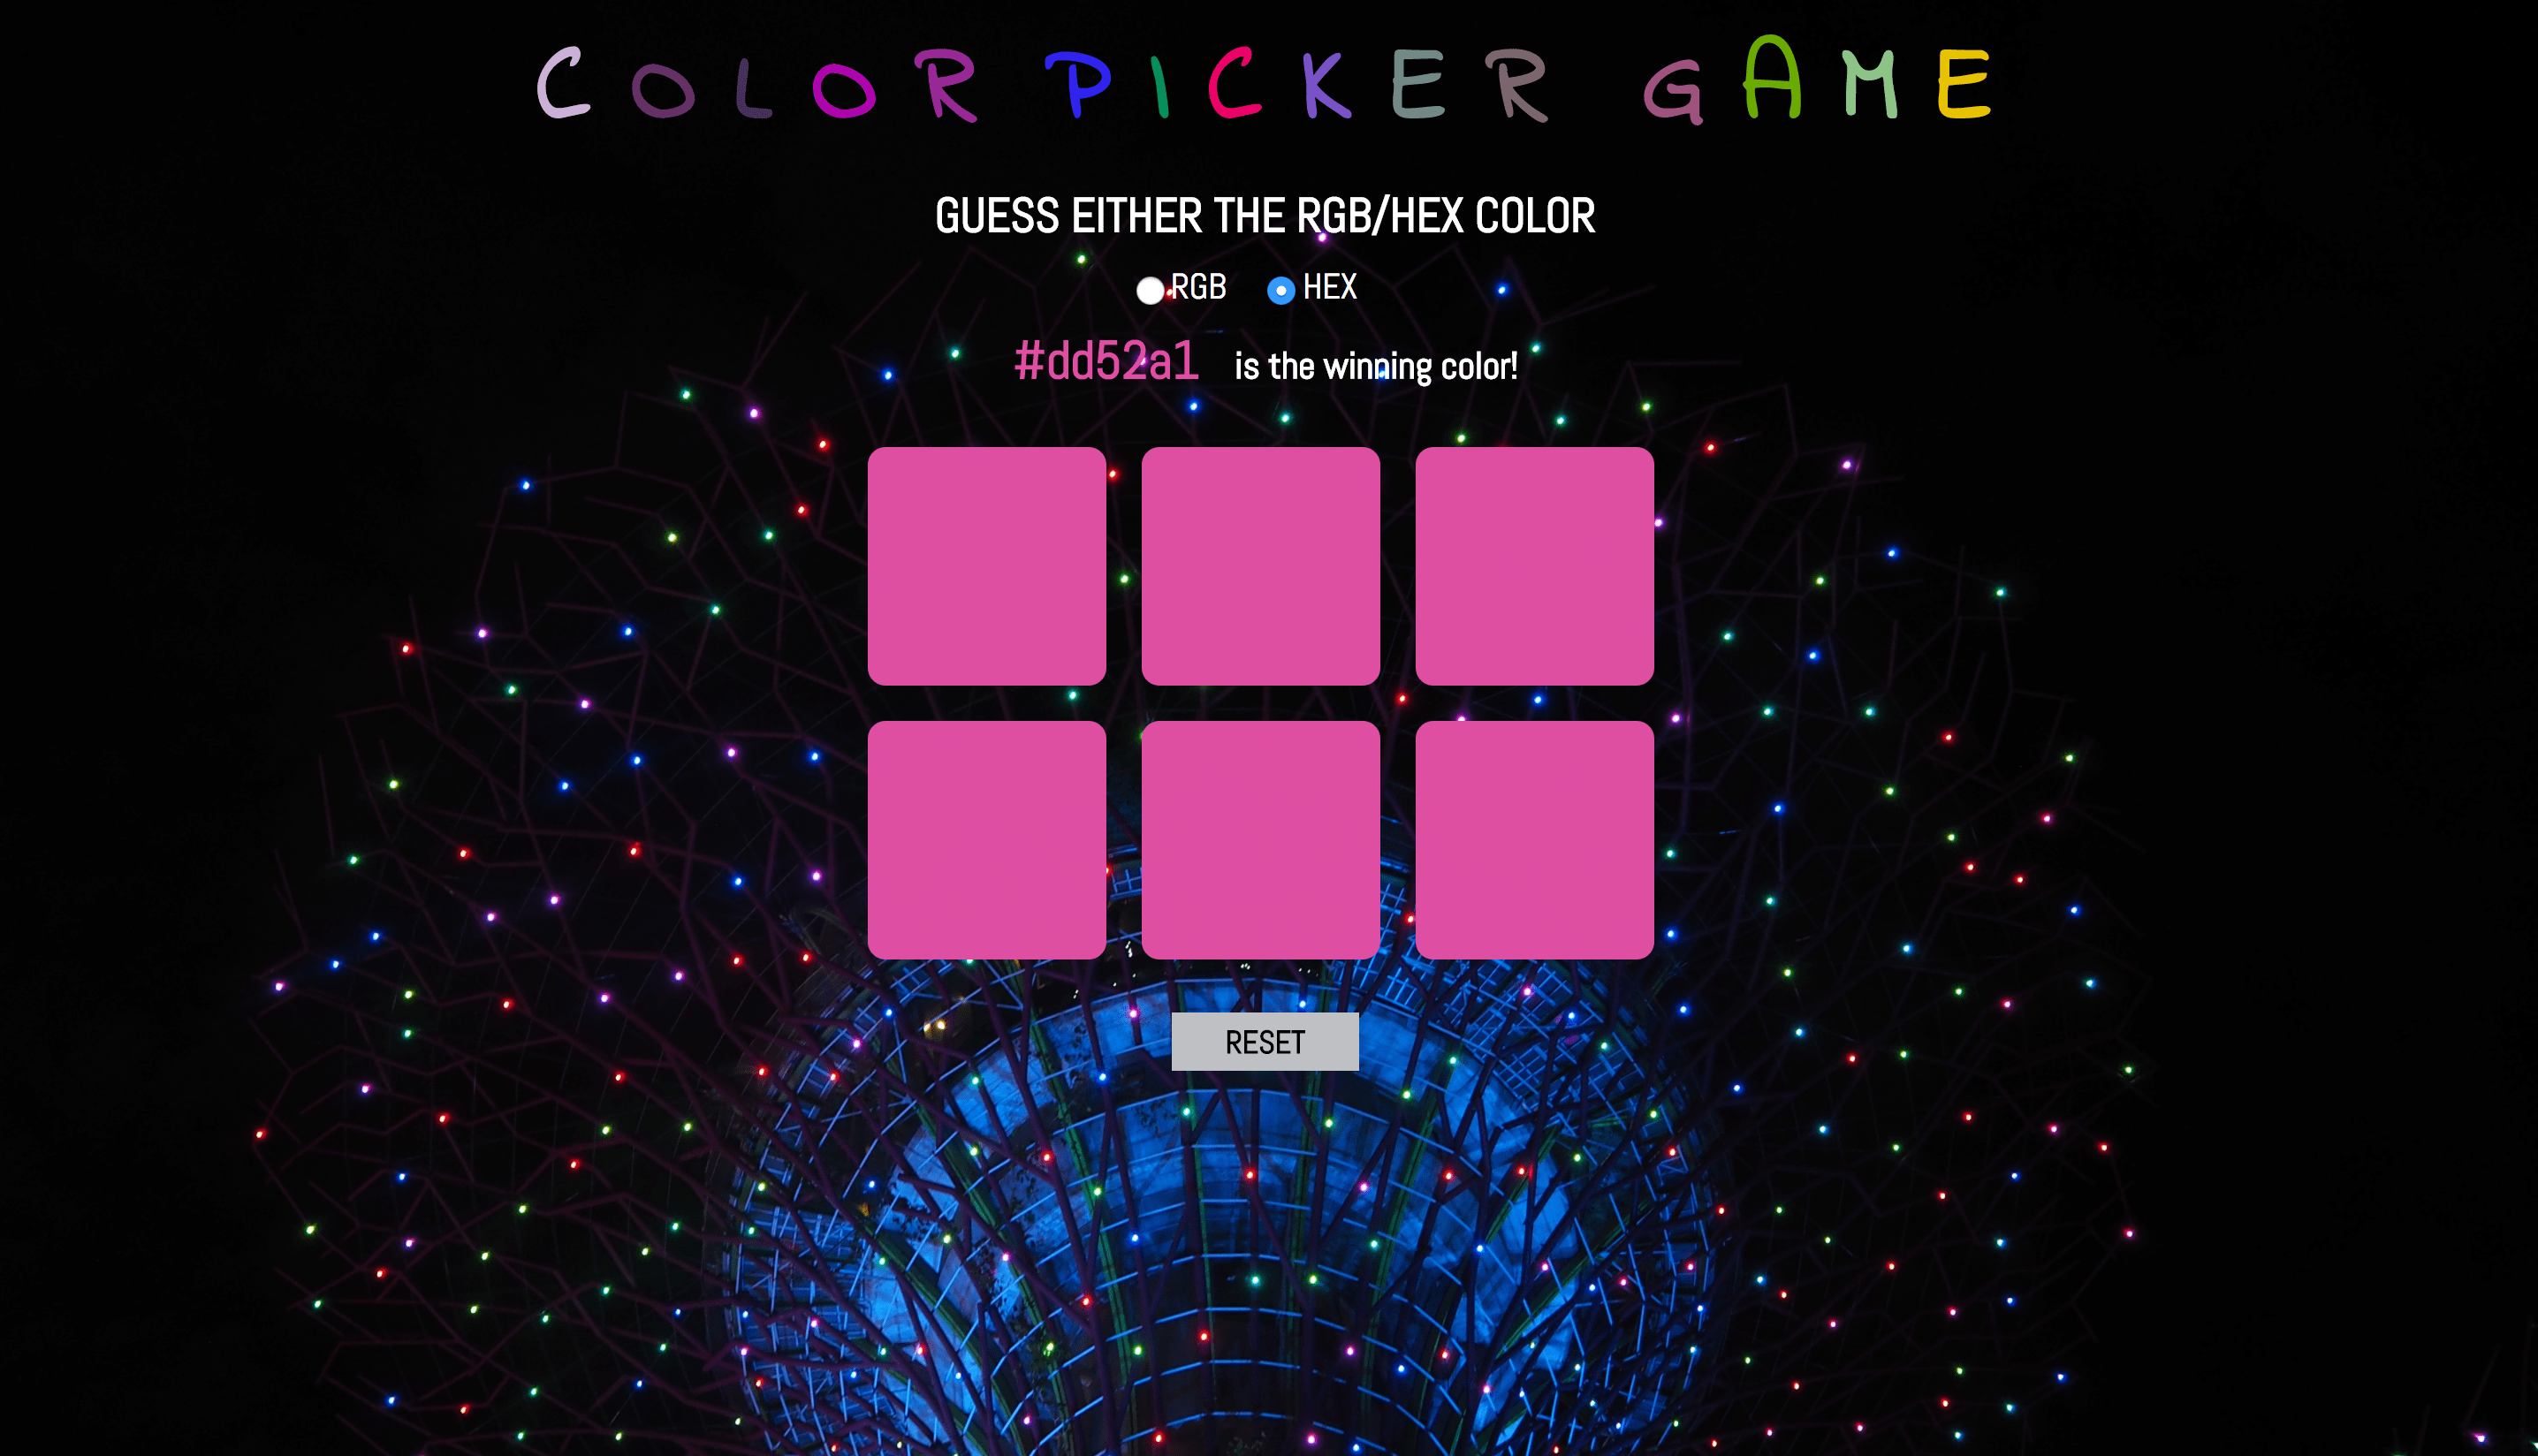 COLOR PICKER GAME
GUESS EITHER THE RGB/HEX COLOR
RGB HEX
#dd52a1 is the winning color!
RESET